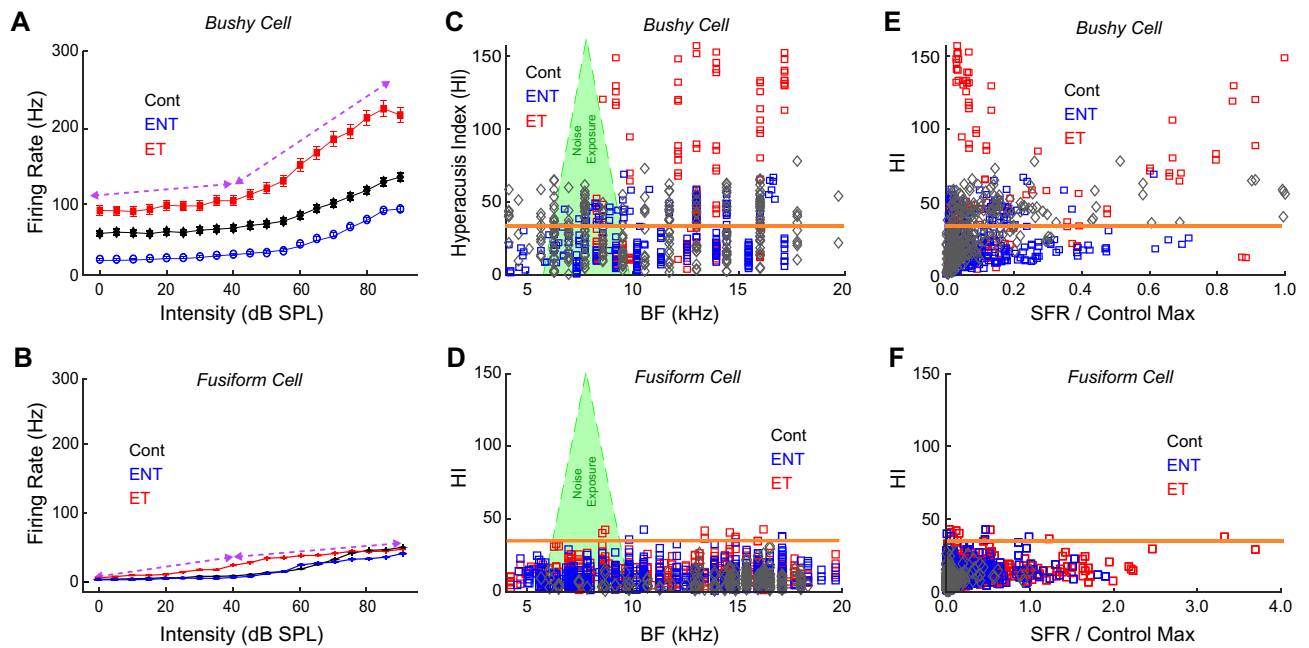 A
Bushy Cell
Firing Rate (Hz)
300
200
100
0
Cont
ENT
ET
0 20 40 60 80
Intensity (dB SPL)
C
Bushy Cell
Hyperacusis Index (HI)
150
100
50
0
Cont
ENT
ET
Noise
Exposure
5 10 15 20
BF (kHz)
E
Bushy Cell
HI
150
100
50
0
Cont
ENT
ET
0.0 0.2 0.4 0.6 0.8 1.0
SFR / Control Max
B
Fusiform Cell
Firing Rate (Hz)
300
200
100
0
Cont
ENT
ET
0 20 40 60 80
Intensity (dB SPL)
D
Fusiform Cell
HI
150
100
50
0
Noise
Exposure
Cont
ENT
ET
5 10 15 20
BF (kHz)
F
Fusiform Cell
HI
150
100
50
0
Cont
ENT
ET
0.0 1.0 2.0 3.0 4.0
SFR / Control Max